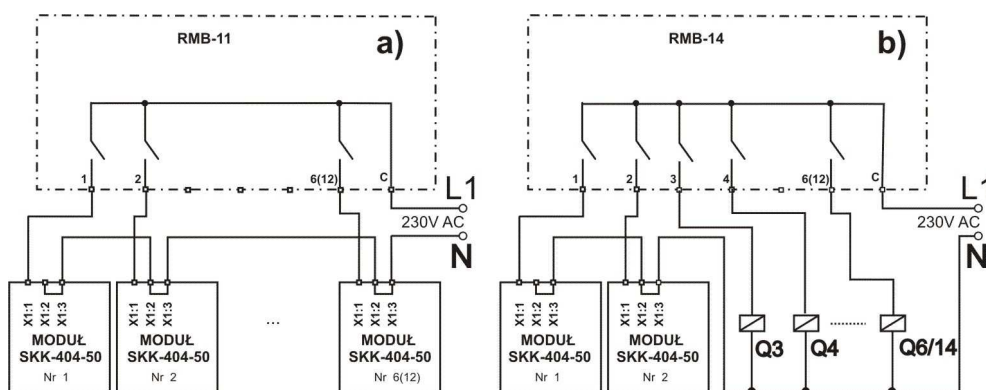 RMB-11 a)
1 2 6(12) C
L1
230V AC
N
X1:1 X1:2 X1:3 X1:1 X1:2 X1:3 X1:1 X1:2 X1:3
MODUŁ MODUŁ ... MODUŁ
SKK-404-50 SKK-404-50 SKK-404-50
Nr 1 Nr 2 Nr 6(12)
RMB-14 b)
1 2 3 4 6(12) C
L1
230V AC
N
X1:1 X1:2 X1:3 X1:1 X1:2 X1:3
MODUŁ MODUŁ
SKK-404-50 SKK-404-50
Nr 1 Nr 2
Q3 Q4 Q6/14